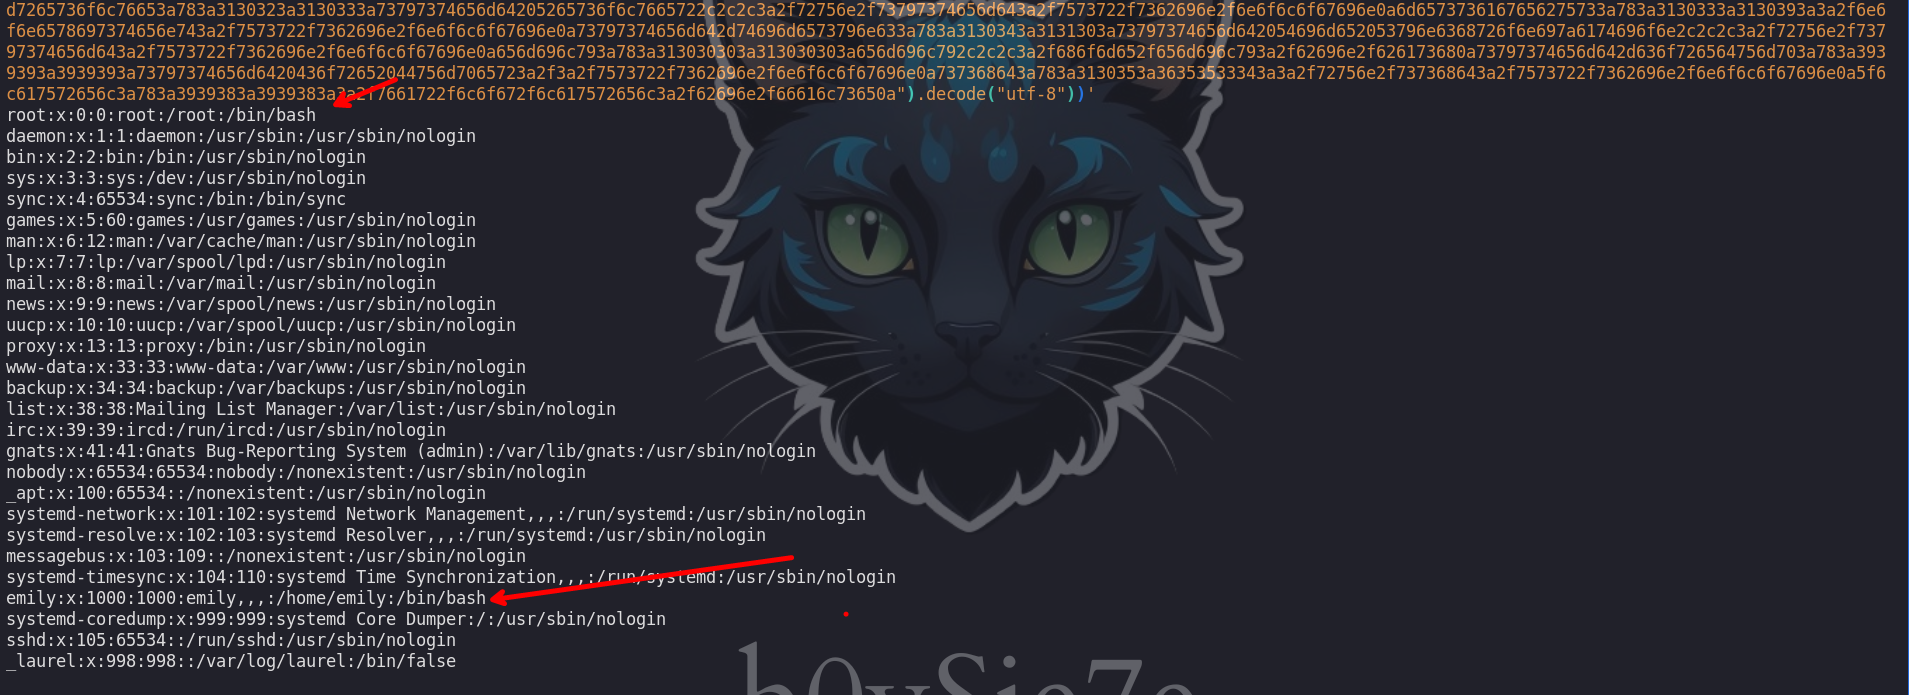 d7265736f6c76653a783a3130323a3130333a73797374656d64205265736f6c7665722c2c2c3a2f72756e2f73797374656d643a2f7573722f7362696e2f6e6f6c6f67696e0a6d6573736167656275733a783a3130333a3130393a3a2f6e6
f6e6578697374656e743a2f7573722f7362696e2f6e6f6c6f67696e0a73797374656d642d74696d6573796e633a783a3130343a3131303a73797374656d642054696d652053796e6368726f6e697a6174696f6e2c2c2c3a2f72756e2f737
97374656d643a2f7573722f7362696e2f6e6f6c6f67696e0a656d696c793a783a313030303a313030303a656d696c792c2c2c3a2f686f6d652f656d696c793a2f62696e2f626173680a73797374656d642d636f726564756d703a783a393
9393a3939393a73797374656d6420436f72652044756d7065723a2f3a2f7573722f7362696e2f6e6f6c6f67696e0a737368643a783a3130353a36353533343a3a2f72756e2f737368643a2f7573722f7362696e2f6e6f6c6f67696e0a5f6
c617572656c3a783a3939383a3939383a3a2f7661722f6c6f672f6c617572656c3a2f62696e2f66616c73650a").decode("utf-8"))'
root:x:0:0:root:/root:/bin/bash
daemon:x:1:1:daemon:/usr/sbin:/usr/sbin/nologin
bin:x:2:2:bin:/bin:/usr/sbin/nologin
sys:x:3:3:sys:/dev:/usr/sbin/nologin
sync:x:4:65534:sync:/bin:/bin/sync
games:x:5:60:games:/usr/games:/usr/sbin/nologin
man:x:6:12:man:/var/cache/man:/usr/sbin/nologin
lp:x:7:7:lp:/var/spool/lpd:/usr/sbin/nologin
mail:x:8:8:mail:/var/mail:/usr/sbin/nologin
news:x:9:9:news:/var/spool/news:/usr/sbin/nologin
uucp:x:10:10:uucp:/var/spool/uucp:/usr/sbin/nologin
proxy:x:13:13:proxy:/bin:/usr/sbin/nologin
www-data:x:33:33:www-data:/var/www:/usr/sbin/nologin
backup:x:34:34:backup:/var/backups:/usr/sbin/nologin
list:x:38:38:Mailing List Manager:/var/list:/usr/sbin/nologin
irc:x:39:39:ircd:/run/ircd:/usr/sbin/nologin
gnats:x:41:41:Gnats Bug-Reporting System (admin):/var/lib/gnats:/usr/sbin/nologin
nobody:x:65534:65534:nobody:/nonexistent:/usr/sbin/nologin
_apt:x:100:65534::/nonexistent:/usr/sbin/nologin
systemd-network:x:101:102:systemd Network Management,,,:/run/systemd:/usr/sbin/nologin
systemd-resolve:x:102:103:systemd Resolver,,,:/run/systemd:/usr/sbin/nologin
messagebus:x:103:109::/nonexistent:/usr/sbin/nologin
systemd-timesync:x:104:110:systemd Time Synchronization,,,:/run/systemd:/usr/sbin/nologin
emily:x:1000:1000:emily,,,:/home/emily:/bin/bash
systemd-coredump:x:999:999:systemd Core Dumper:/:/usr/sbin/nologin
sshd:x:105:65534::/run/sshd:/usr/sbin/nologin
_laurel:x:998:998::/var/log/laurel:/bin/false